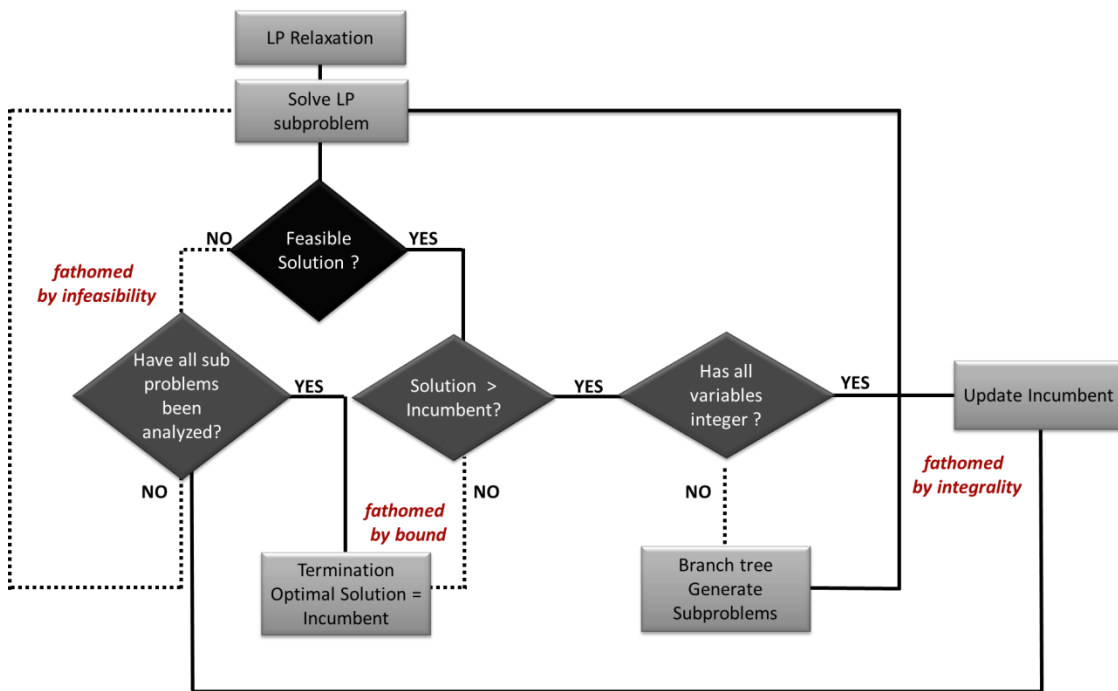 LP Relaxation
Solve LP
subproblem
NO
Feasible
Solution ?
YES
fathomed
by infeasibility
Have all sub
problems
been
analyzed?
YES
Solution >
Incumbent?
YES
Has all
variables
integer ?
YES
Update Incumbent
NO
fathomed
by bound
NO
NO
fathomed
by integrality
Termination
Optimal Solution =
Incumbent
Branch tree
Generate
Subproblems